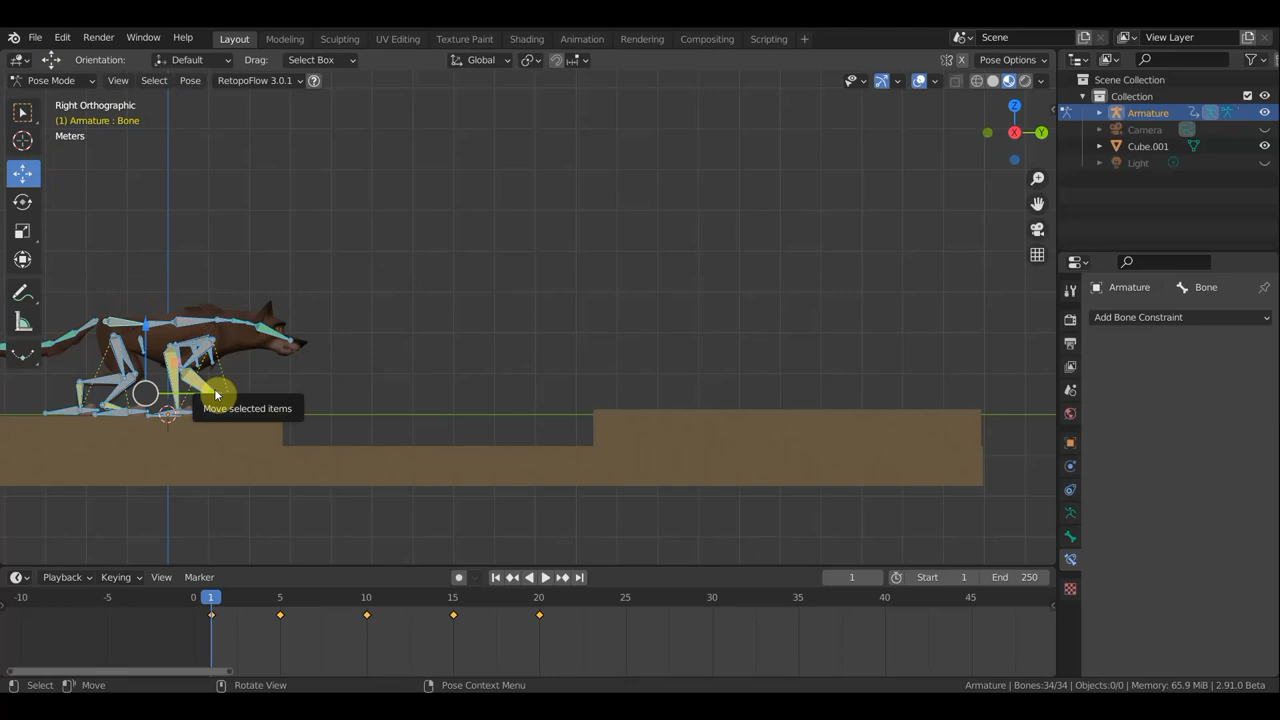 File Edit Render Window Help Layout Modeling Sculpting UV Editing Texture Paint Shading Animation Rendering Compositing Scripting + Scene View Layer
Orientation: Default Drag: Select Box Global X Pose Options
Pose Mode View Select Pose RetopoFlow 3.0.1 ?
Right Orthographic
(1) Armature : Bone
Meters
Z
X
Y
Scene Collection
Collection
Armature
Camera
Cube.001
Light
Armature Bone
Add Bone Constraint
Move selected items
Playback Keying View Marker 1 Start 1 End 250
-10 -5 0 1 5 10 15 20 25 30 35 40 45
Select Move Rotate View Pose Context Menu Armature | Bones:34/34 | Objects:0/0 | Memory: 65.9 MiB | 2.91.0 Beta